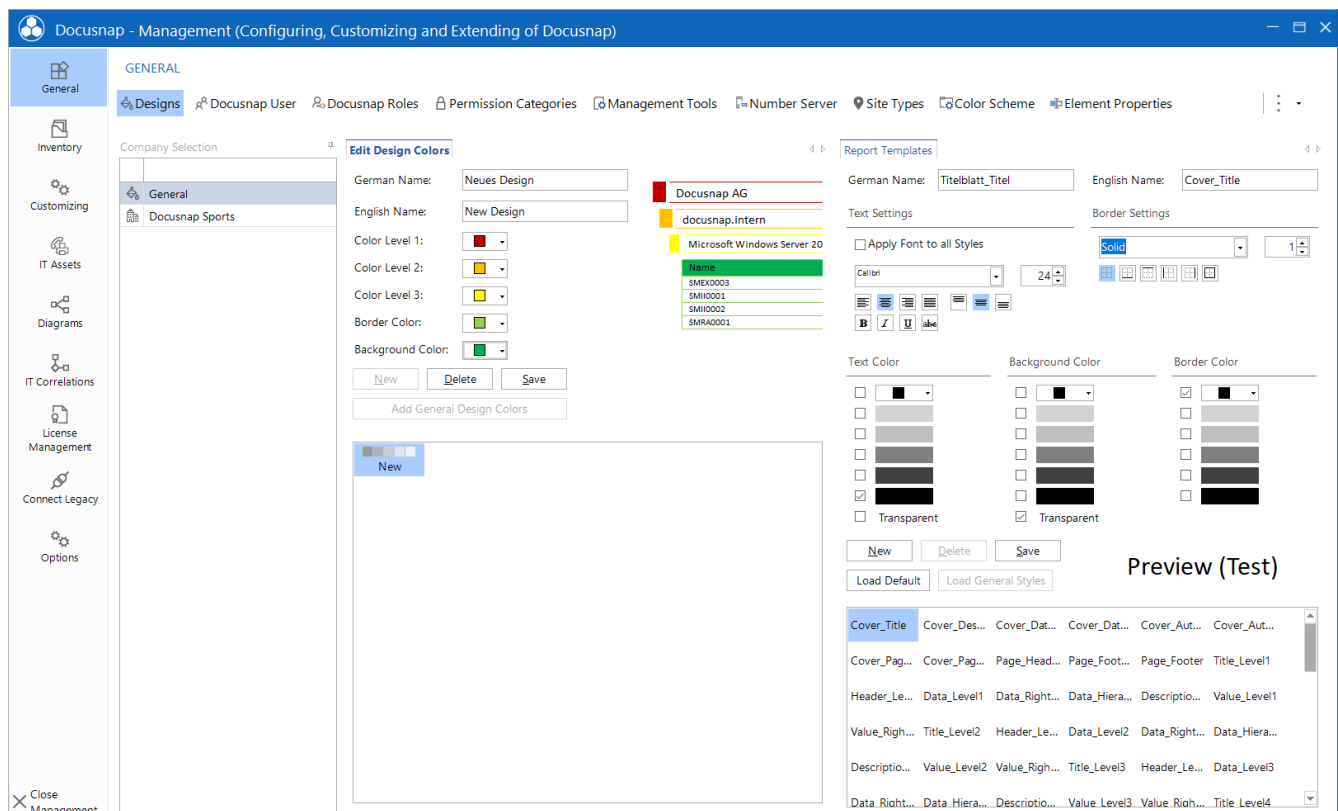 Docusnap - Management (Configuring, Customizing and Extending of Docusnap)
General
Inventory
Customizing
IT Assets
Diagrams
IT Correlations
License
Management
Connect Legacy
Options
Close
Management
GENERAL
Designs Docusnap User Docusnap Roles Permission Categories Management Tools Number Server Site Types Color Scheme Element Properties
Company Selection
General
Docusnap Sports
Edit Design Colors
German Name: Neues Design
English Name: New Design
Color Level 1:
Color Level 2:
Color Level 3:
Border Color:
Background Color:
New Delete Save
Add General Design Colors
Docusnap AG
docusnap.intern
Microsoft Windows Server 20
Name
SMEX0003
SMII0001
SMII0002
SMRA0001
New
Report Templates
German Name: Titelblatt_Titel English Name: Cover_Title
Text Settings Border Settings
Apply Font to all Styles Solid 1
Calibri 24
B I U abc
Text Color Background Color Border Color
Transparent Transparent
New Delete Save
Load Default Load General Styles
Preview (Test)
Cover_Title Cover_Des... Cover_Dat... Cover_Dat... Cover_Aut... Cover_Aut...
Cover_Pag... Cover_Pag... Page_Head... Page_Foot... Page_Footer Title_Level1
Header_Le... Data_Level1 Data_Right... Data_Hiera... Descriptio... Value_Level1
Value_Righ... Title_Level2 Header_Le... Data_Level2 Data_Right... Data_Hiera...
Descriptio... Value_Level2 Value_Righ... Title_Level3 Header_Le... Data_Level3
Data_Right... Data_Hiera... Descriptio... Value_Level3 Value_Righ... Title_Level4